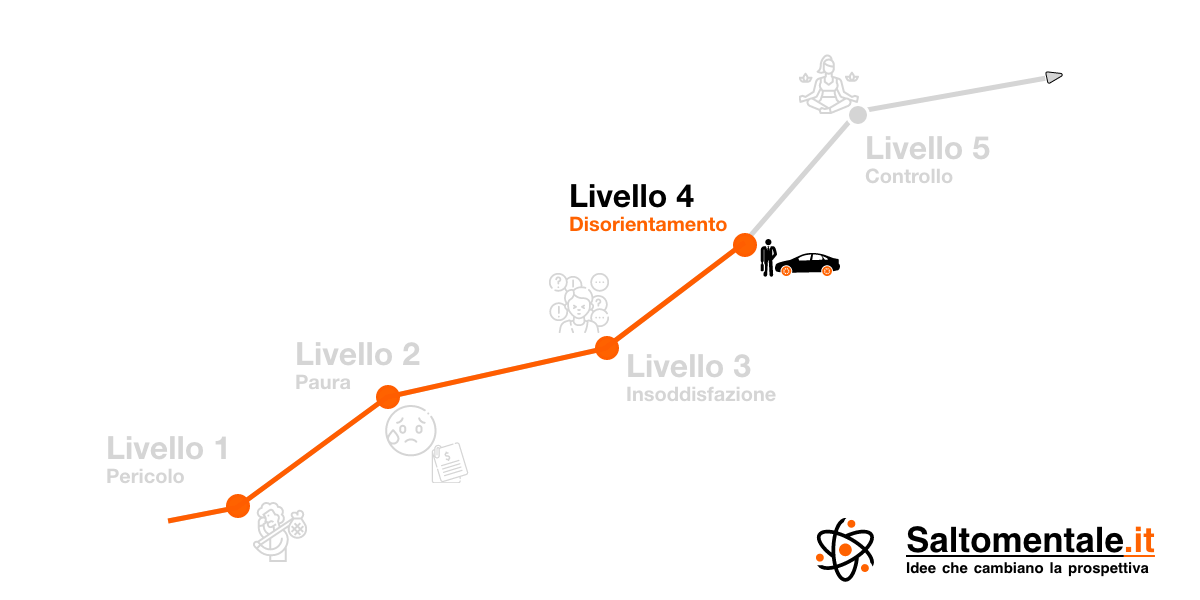 Livello 5
Controllo
Livello 4
Disorientamento
Livello 2
Paura
Livello 3
Insoddisfazione
Livello 1
Pericolo
Saltomentale.it
Idee che cambiano la prospettiva